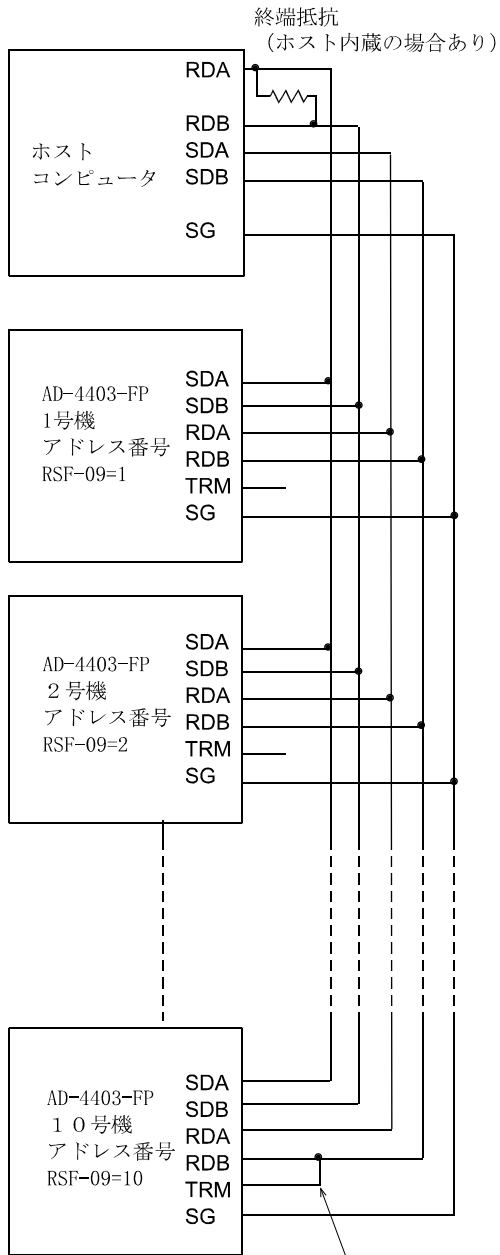 終端抵抗
(ホスト内蔵の場合あり)
RDA
RDB
ホスト
コンピュータ
SDA
SDB
SG
AD-4403-FP
1号機
アドレス番号
RSF-09=1
SDA
SDB
RDA
RDB
TRM
SG
AD-4403-FP
２号機
アドレス番号
RSF-09=2
SDA
SDB
RDA
RDB
TRM
SG
AD-4403-FP
１０号機
アドレス番号
RSF-09=10
SDA
SDB
RDA
RDB
TRM
SG